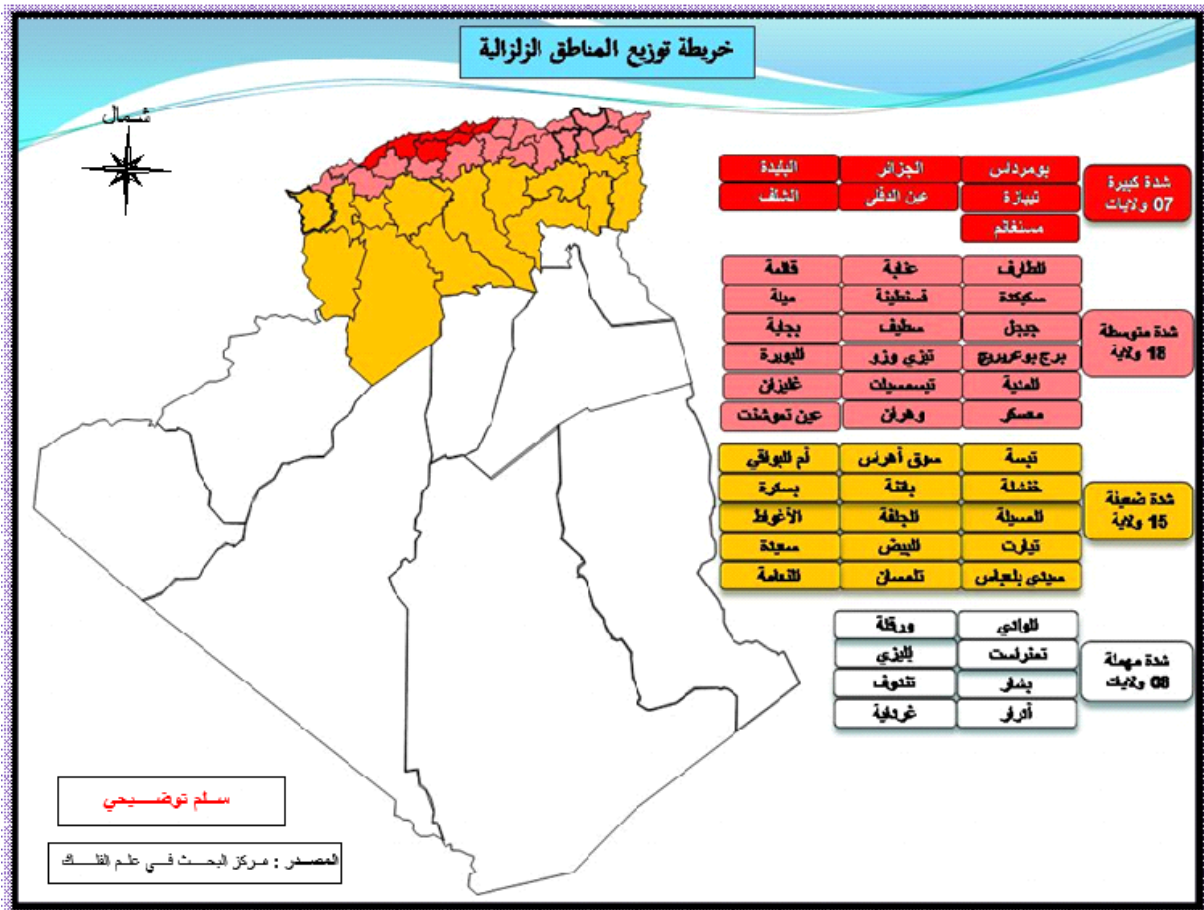 خريطة توزيع المناطق الزلزالية
شمال
شدة كبيرة
07 ولايات
بومرداس الجزائر البليدة
تيبازة عين الدفلى الشلف
مستغانم
شدة متوسطة
18 ولاية
الطارف عنابة قالمة
سكيكدة قسنطينة ميلة
جيجل سطيف بجاية
برج بوعريريج تيزي وزو البويرة
المدية تيسمسيلت غليزان
معسكر وهران عين تموشنت
شدة ضعيفة
15 ولاية
تبسة سوق أهراس أم البواقي
خنشلة باتنة بسكرة
المسيلة الجلفة الأغواط
تيارت البيض سعيدة
سيدي بلعباس تلمسان النعامة
شدة مهملة
08 ولايات
الوادي ورقلة
تمنراست إليزي
بشار تندوف
أدرار غرداية
سلم توضيحي
المصدر : مركز البحث في علم الفلك